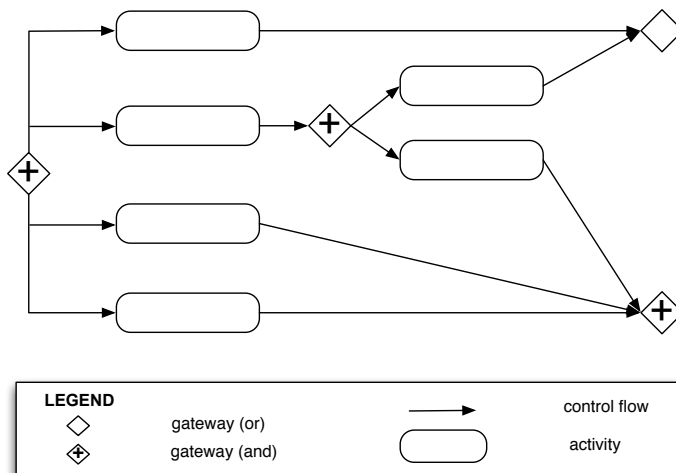 LEGEND
gateway (or)
control flow
gateway (and)
activity